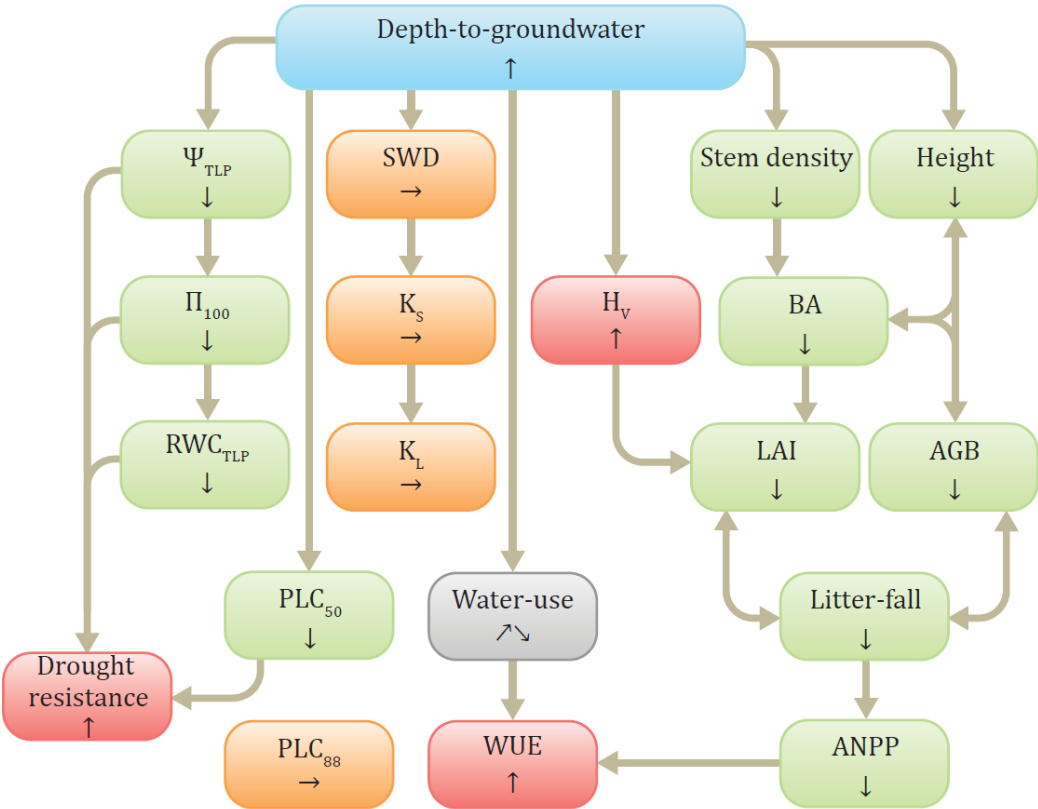 Depth-to-groundwater
↑
Ψ_TLP
↓
SWD
→
Stem density
↓
Height
↓
Π_100
↓
K_S
→
H_V
↑
BA
↓
RWC_TLP
↓
K_L
→
LAI
↓
AGB
↓
PLC_50
↓
Water-use
↗↘
Litter-fall
↓
Drought
resistance
↑
PLC_88
→
WUE
↑
ANPP
↓